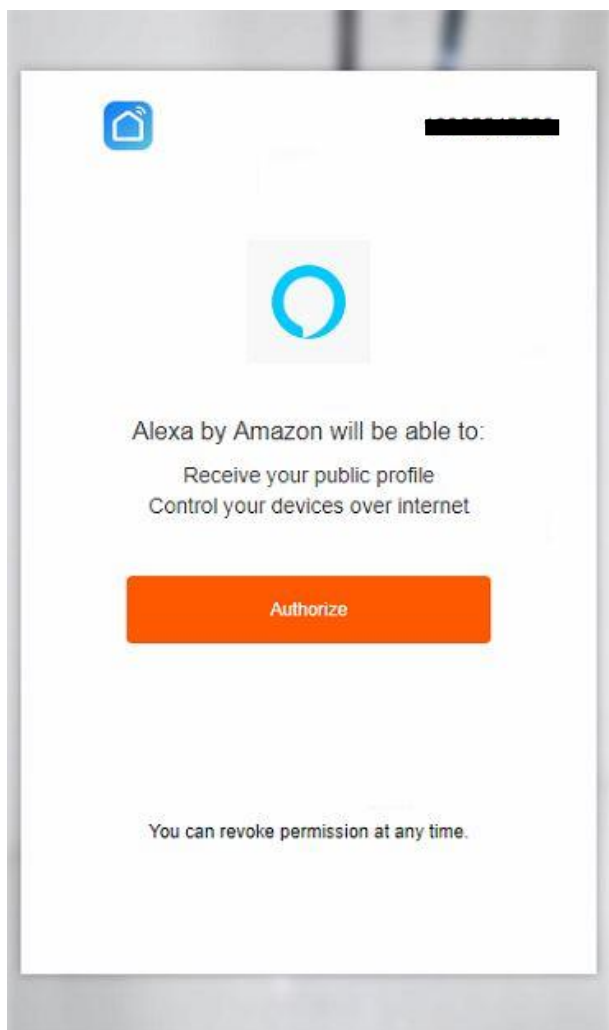 Alexa by Amazon will be able to:
Receive your public profile
Control your devices over internet
Authorize
You can revoke permission at any time.